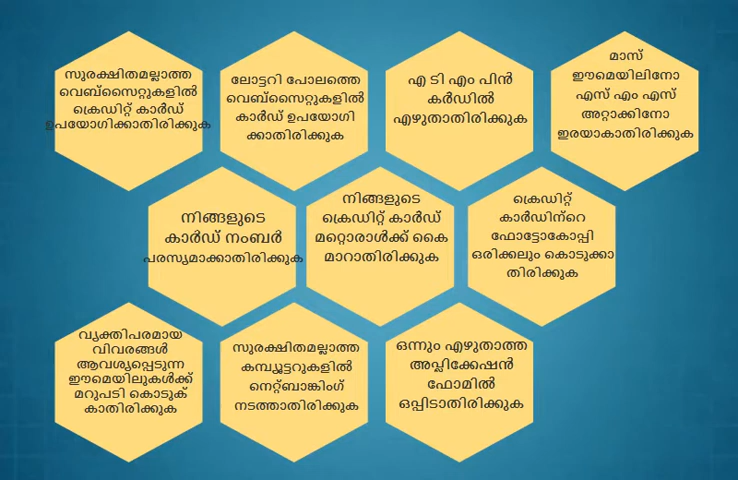 സുരക്ഷിതമല്ലാത്ത
വെബ്സൈറ്റുകളിൽ
ക്രെഡിറ്റ് കാർഡ്
ഉപയോഗിക്കാതിരിക്കുക
ലോട്ടറി പോലത്തെ
വെബ്സൈറ്റുകളിൽ
കാർഡ് ഉപയോഗി
ക്കാതിരിക്കുക
എ ടി എം പിൻ
കർഡിൽ
എഴുതാതിരിക്കുക
മാസ്
ഈമെയിലിനോ
എസ് എം എസ്
അറ്റാക്കിനോ
ഇരയാകാതിരിക്കുക
നിങ്ങളുടെ
കാർഡ് നംബർ
പരസ്യമാക്കാതിരിക്കുക
നിങ്ങളുടെ
ക്രെഡിറ്റ് കാർഡ്
മറ്റൊരാൾക്ക് കൈ
മാറാതിരിക്കുക
ക്രെഡിറ്റ്
കാർഡിന്റെ
ഫോട്ടോകോപ്പി
ഒരിക്കലും കൊടുക്കാ
തിരിക്കുക
വ്യക്തിപരമായ
വിവരങ്ങൾ
ആവശ്യപ്പെടുന്ന
ഈമെയിലുകൾക്ക്
മറുപടി കൊടുക്
കാതിരിക്കുക
സുരക്ഷിതമല്ലാത്ത
കമ്പ്യൂട്ടറുകളിൽ
നെറ്റ്ബാങ്കിംഗ്
നടത്താതിരിക്കുക
ഒന്നും എഴുതാത്ത
അപ്ലിക്കേഷൻ
ഫോമിൽ
ഒപ്പിടാതിരിക്കുക